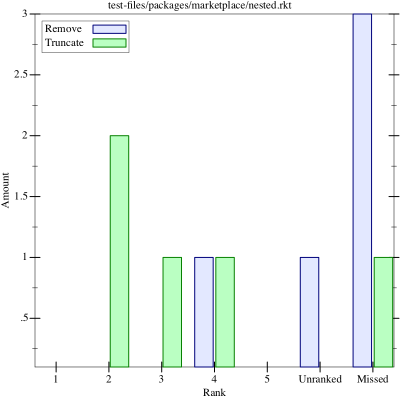 test-files/packages/marketplace/nested.rkt
Remove
Truncate
3
2.5
2
1.5
1
.5
Amount
1 2 3 4 5 Unranked Missed
Rank